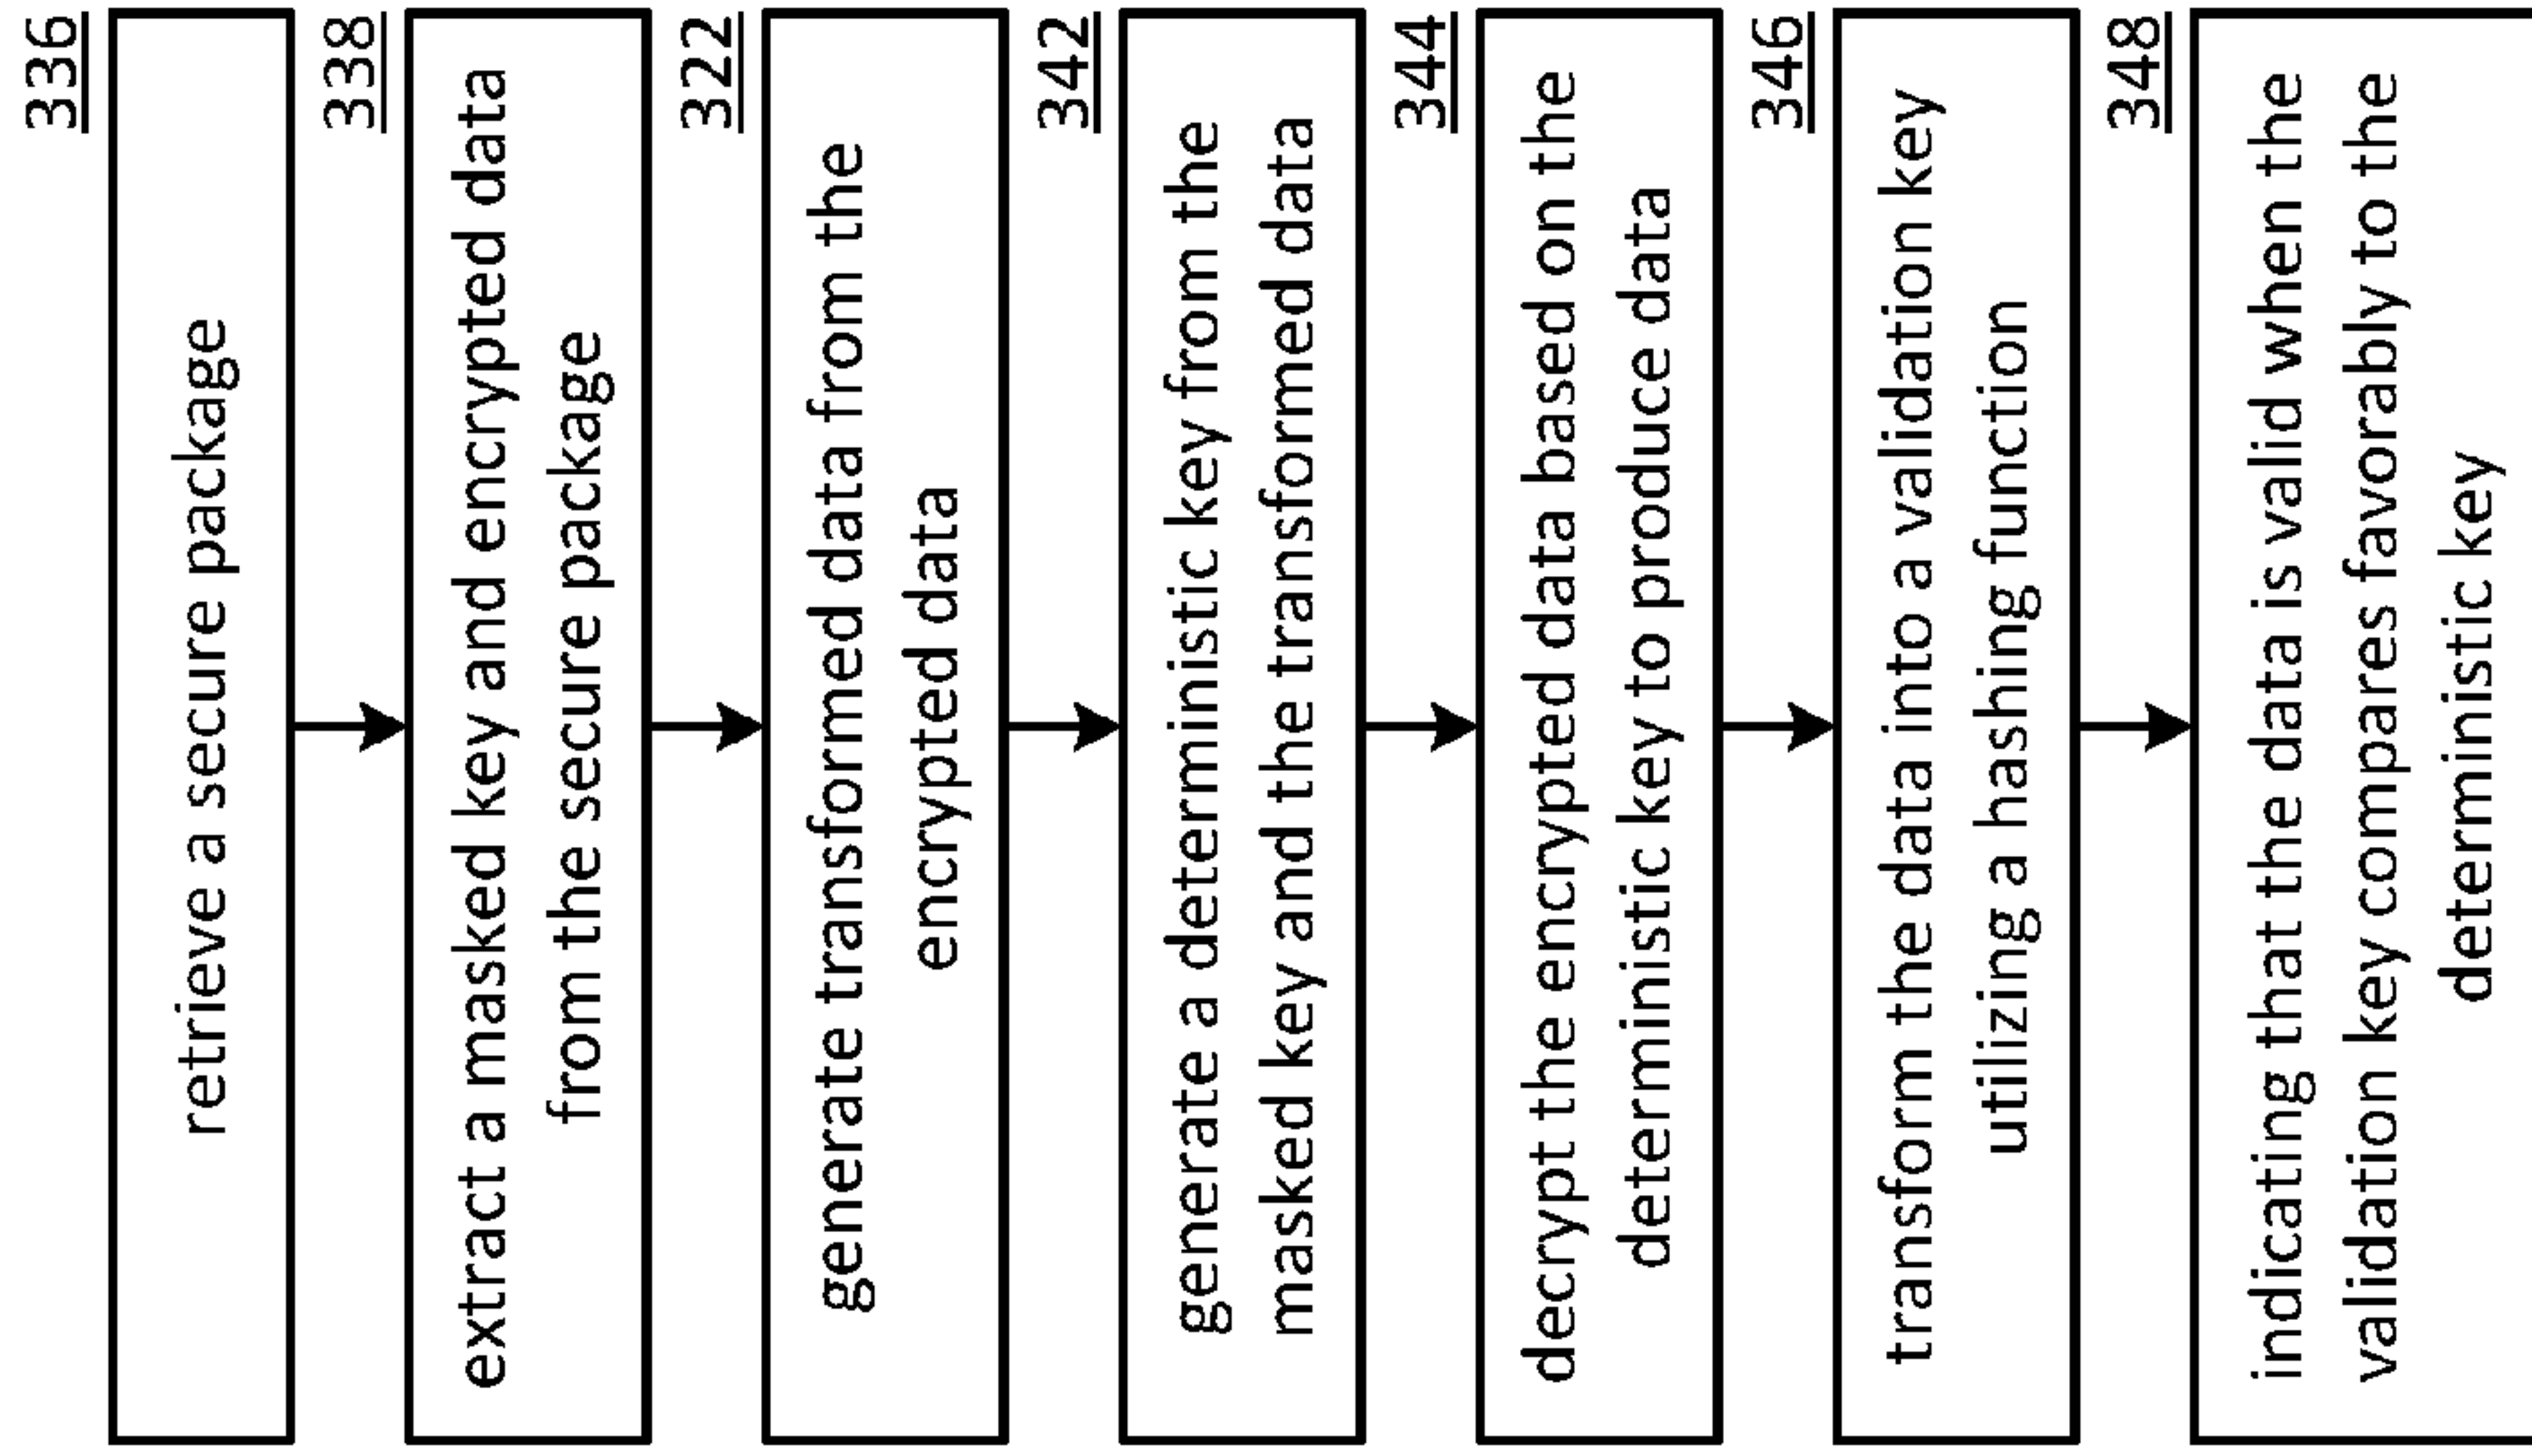 336
retrieve a secure package
338
extract a masked key and encrypted data
from the secure package
322
generate transformed data from the
encrypted data
342
generate a deterministic key from the
masked key and the transformed data
344
decrypt the encrypted data based on the
deterministic key to produce data
346
transform the data into a validation key
utilizing a hashing function
348
indicating that the data is valid when the
validation key compares favorably to the
deterministic key